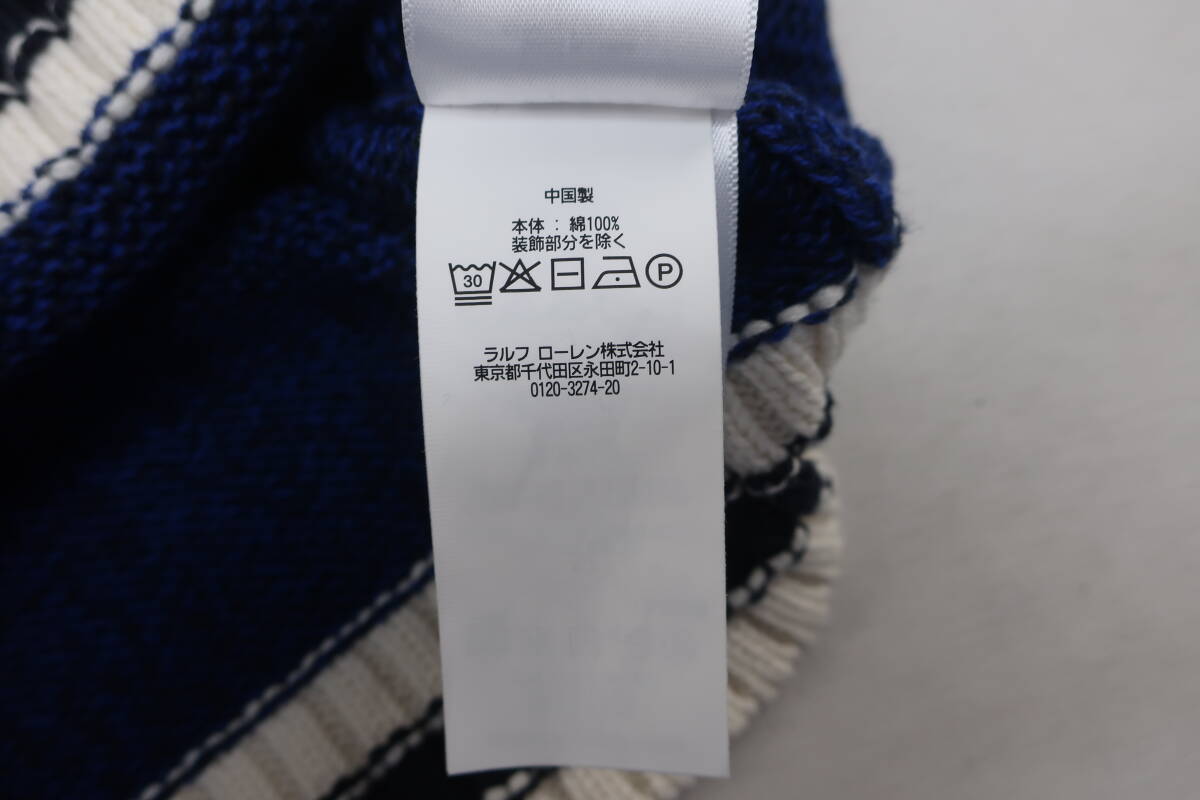 中国製
本体 : 綿100%
装飾部分を除く
30 P
ラルフ ローレン株式会社
東京都千代田区永田町2-10-1
0120-3274-20